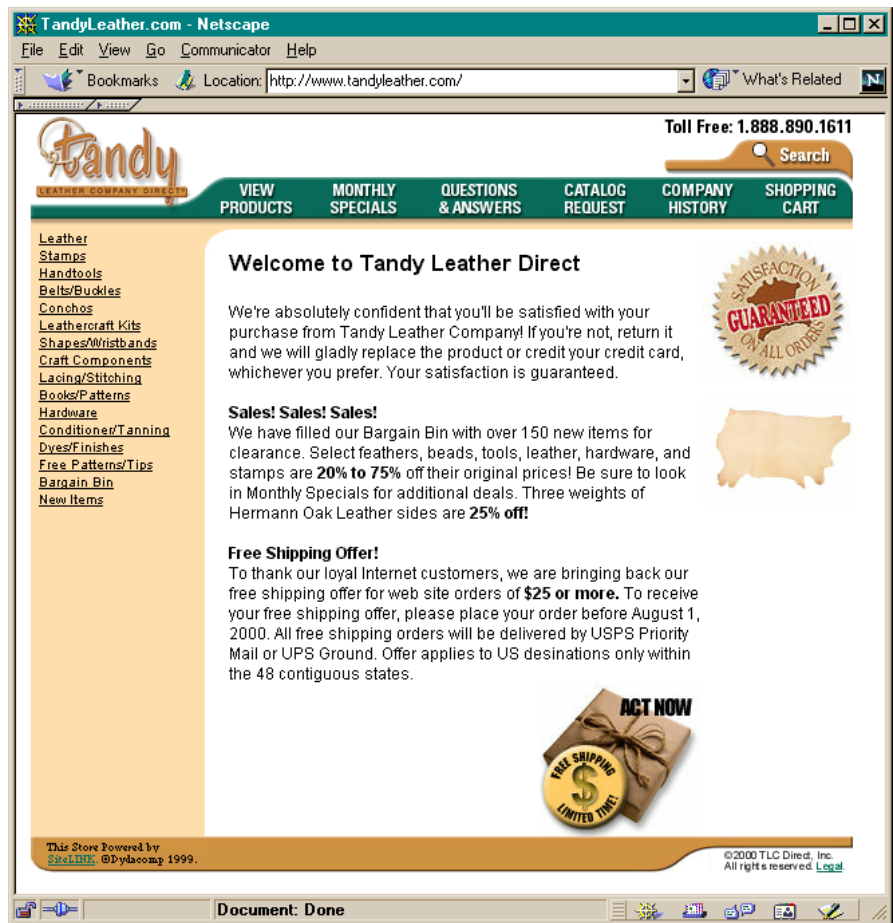 TandyLeather.com - Netscape
File Edit View Go Communicator Help
Bookmarks Location: http://www.tandyleather.com/ What's Related N
Toll Free: 1.888.890.1611
Search
Tandy
LEATHER COMPANY DIRECT
VIEW PRODUCTS
MONTHLY SPECIALS
QUESTIONS & ANSWERS
CATALOG REQUEST
COMPANY HISTORY
SHOPPING CART
Leather
Stamps
Handtools
Belts/Buckles
Conchos
Leathercraft Kits
Shapes/Wristbands
Craft Components
Lacing/Stitching
Books/Patterns
Hardware
Conditioner/Tanning
Dyes/Finishes
Free Patterns/Tips
Bargain Bin
New Items
Welcome to Tandy Leather Direct
We're absolutely confident that you'll be satisfied with your
purchase from Tandy Leather Company! If you're not, return it
and we will gladly replace the product or credit your credit card,
whichever you prefer. Your satisfaction is guaranteed.
Sales! Sales! Sales!
We have filled our Bargain Bin with over 150 new items for
clearance. Select feathers, beads, tools, leather, hardware, and
stamps are 20% to 75% off their original prices! Be sure to look
in Monthly Specials for additional deals. Three weights of
Hermann Oak Leather sides are 25% off!
Free Shipping Offer!
To thank our loyal Internet customers, we are bringing back our
free shipping offer for web site orders of $25 or more. To receive
your free shipping offer, please place your order before August 1,
2000. All free shipping orders will be delivered by USPS Priority
Mail or UPS Ground. Offer applies to US desinations only within
the 48 contiguous states.
SATISFACTION
GUARANTEED
ON ALL ORDERS
ACT NOW
FREE SHIPPING
$
LIMITED TIME!
This Store Powered by
SiteLINK. ©Dylacomp 1999.
©2000 TLC Direct, Inc.
All rights reserved. Legal.
Document: Done